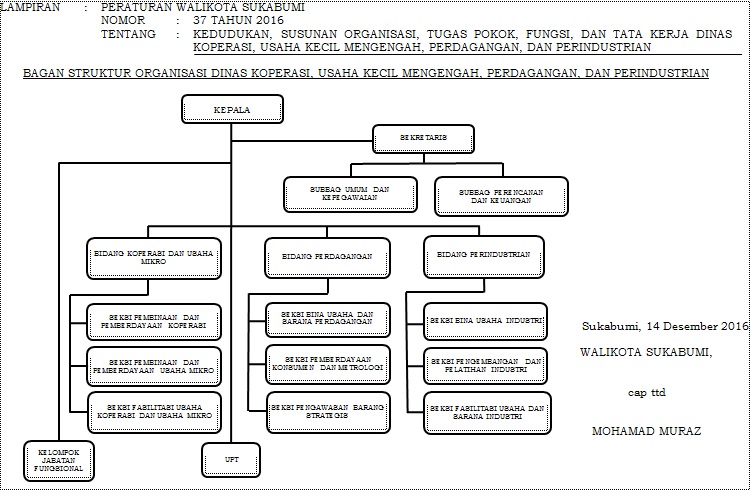 LAMPIRAN : PERATURAN WALIKOTA SUKABUMI
NOMOR : 37 TAHUN 2016
TENTANG : KEDUDUKAN, SUSUNAN ORGANISASI, TUGAS POKOK, FUNGSI, DAN TATA KERJA DINAS
KOPERASI, USAHA KECIL MENGENGAH, PERDAGANGAN, DAN PERINDUSTRIAN
BAGAN STRUKTUR ORGANISASI DINAS KOPERASI, USAHA KECIL MENGENGAH, PERDAGANGAN, DAN PERINDUSTRIAN
KEPALA
SEKRETARIS
SUBBAG UMUM DAN
KEPEGAWAIAN
SUBBAG PERENCANAN
DAN KEUANGAN
BIDANG KOPERASI DAN USAHA
MIKRO
BIDANG PERDAGANGAN
BIDANG PERINDUSTRIAN
SEKSI PEMBINAAN DAN
PEMBERDAYAAN KOPERASI
SEKSI BINA USAHA DAN
SARANA PERDAGANGAN
SEKSI BINA USAHA INDUSTRI
SEKSI PEMBINAAN DAN
PEMBERDAYAAN USAHA MIKRO
SEKSI PEMBERDAYAAN
KONSUMEN DAN METROLOGI
SEKSI PENGEMBANGAN DAN
PELATIHAN INDUSTRI
SEKSI FASILITASI USAHA
KOPERASI DAN USAHA MIKRO
SEKSI PENGAWASAN BARANG
STRATEGIS
SEKSI FASILITASI USAHA DAN
SARANA INDUSTRI
KELOMPOK
JABATAN
FUNGSIONAL
UPT
Sukabumi, 14 Desember 2016
WALIKOTA SUKABUMI,
cap ttd
MOHAMAD MURAZ